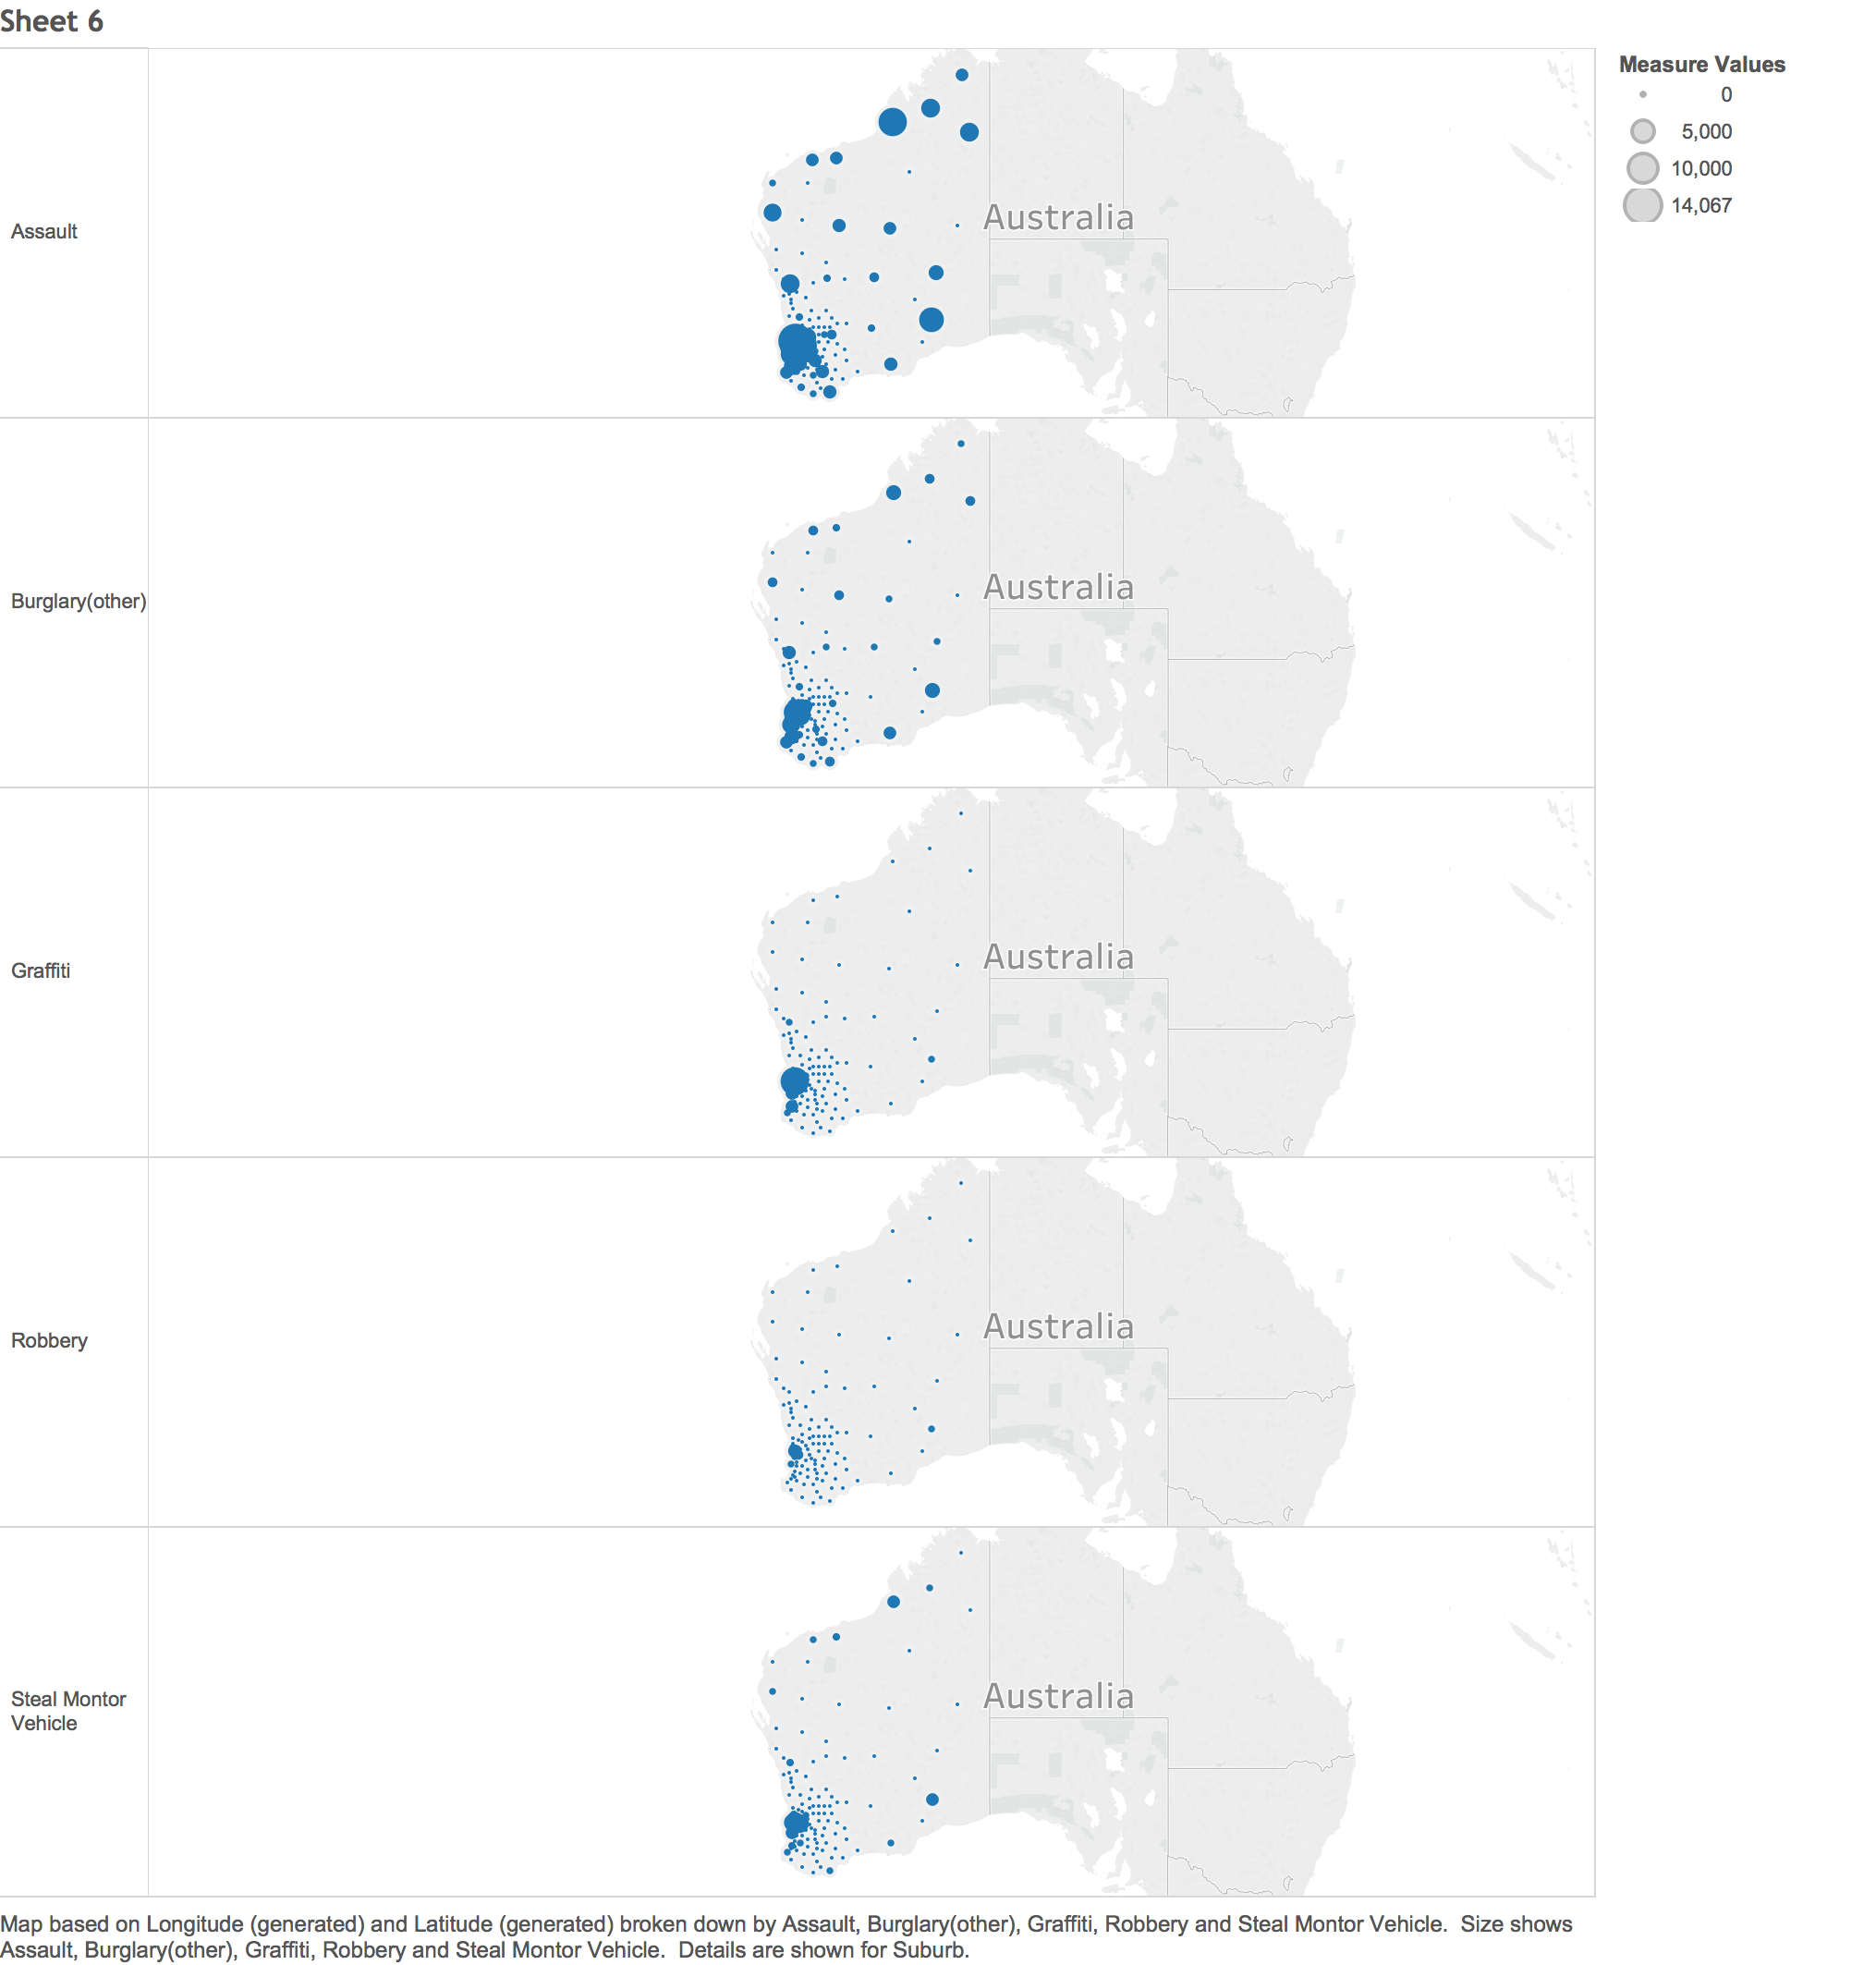 Sheet 6
Measure Values
0
5,000
10,000
14,067
Assault
Australia
Burglary(other)
Australia
Graffiti
Australia
Robbery
Australia
Steal Montor
Vehicle
Australia
Map based on Longitude (generated) and Latitude (generated) broken down by Assault, Burglary(other), Graffiti, Robbery and Steal Montor Vehicle.  Size shows
Assault, Burglary(other), Graffiti, Robbery and Steal Montor Vehicle.  Details are shown for Suburb.